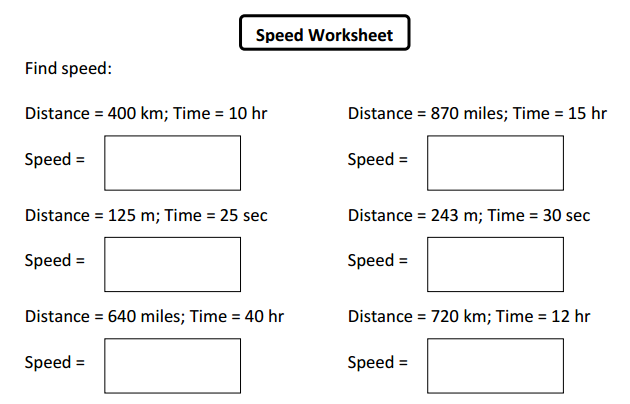 Speed Worksheet
Find speed:
Distance = 400 km; Time = 10 hr
Distance = 870 miles; Time = 15 hr
Speed =
Speed =
Distance = 125 m; Time = 25 sec
Distance = 243 m; Time = 30 sec
Speed =
Speed =
Distance = 640 miles; Time = 40 hr
Distance = 720 km; Time = 12 hr
Speed =
Speed =